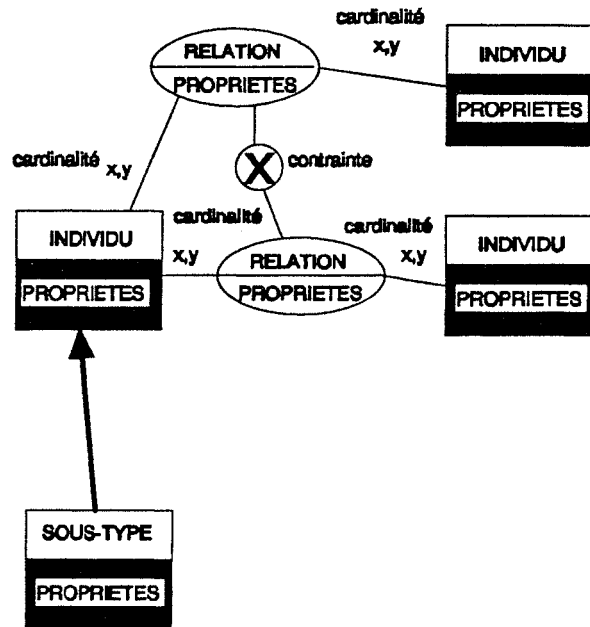 cardinalité
x,y
RELATION
PROPRIETES
INDIVIDU
PROPRIETES
cardinalité x,y
X
contrainte
cardinalité
x,y
cardinalité
x,y
INDIVIDU
PROPRIETES
RELATION
PROPRIETES
INDIVIDU
PROPRIETES
SOUS-TYPE
PROPRIETES